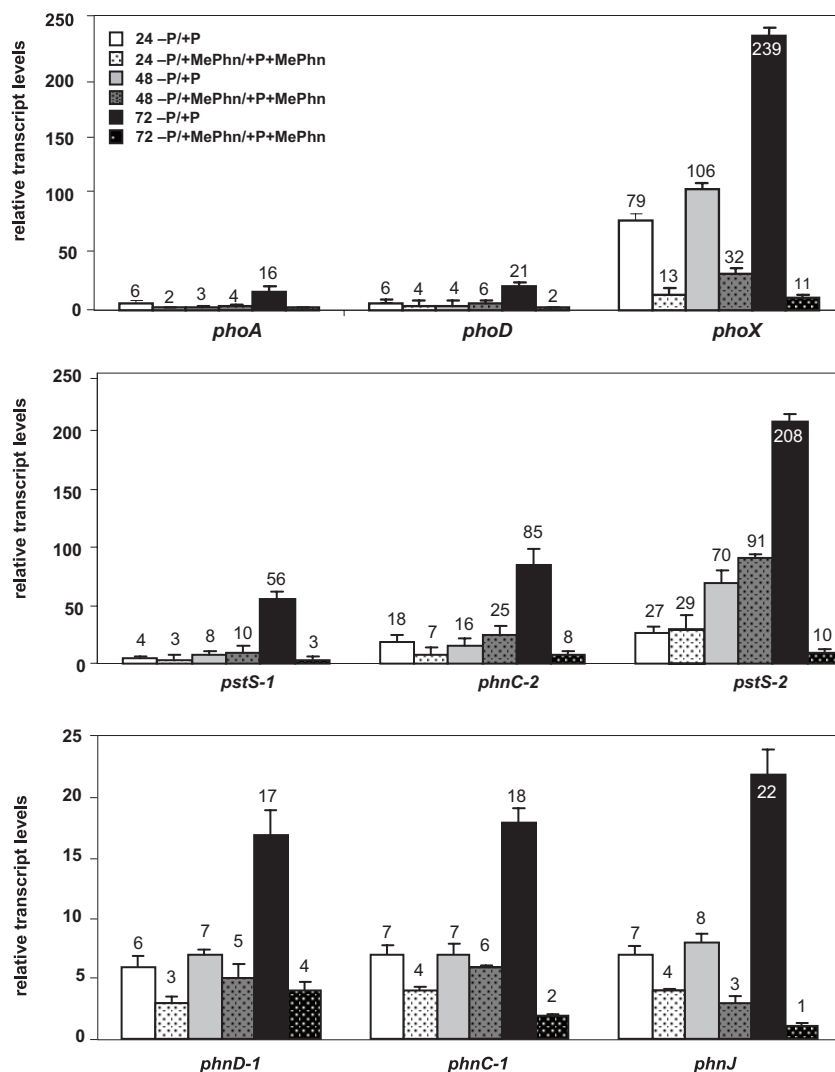 relative transcript levels
250
200
150
100
50
0
24 –P/+P
24 –P/+MePhn/+P+MePhn
48 –P/+P
48 –P/+MePhn/+P+MePhn
72 –P/+P
72 –P/+MePhn/+P+MePhn
6 2 3 4 16
6 4 4 6 21 2
79 13 106 32 239 11
phoA phoD phoX
relative transcript levels
250
200
150
100
50
0
4 3 8 10 56 3
18 7 16 25 85 8
27 29 70 91 208 10
pstS-1 phnC-2 pstS-2
relative transcript levels
25
20
15
10
5
0
6 3 7 5 17 4
7 4 7 6 18 2
7 4 8 3 22 1
phnD-1 phnC-1 phnJ